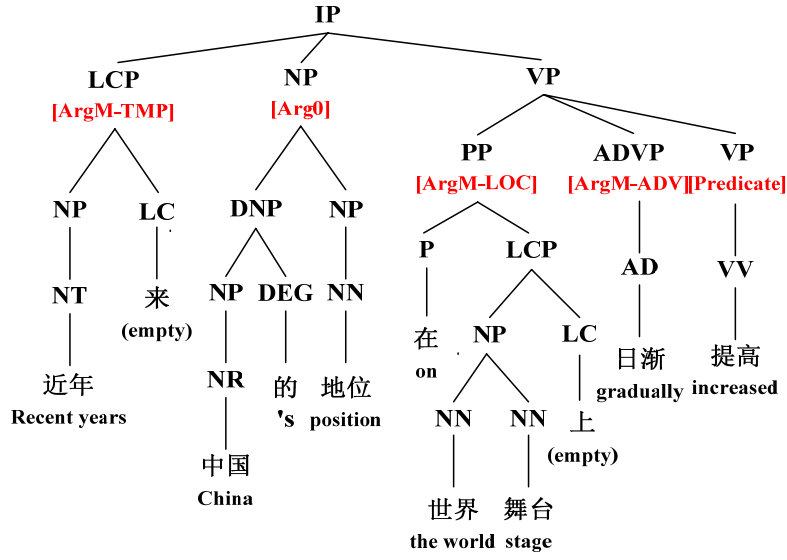 IP
LCP NP VP
[ArgM-TMP] [Arg0]
PP ADVP VP
[ArgM-LOC] [ArgM-ADV] [Predicate]
NP LC DNP NP
P LCP
AD VV
NT 来 NP DEG NN
(empty)
在 NP LC 日渐 提高
on gradually increased
近年 NR 的 地位
Recent years 's position
NN NN 上
(empty)
中国
China
世界 舞台
the world stage